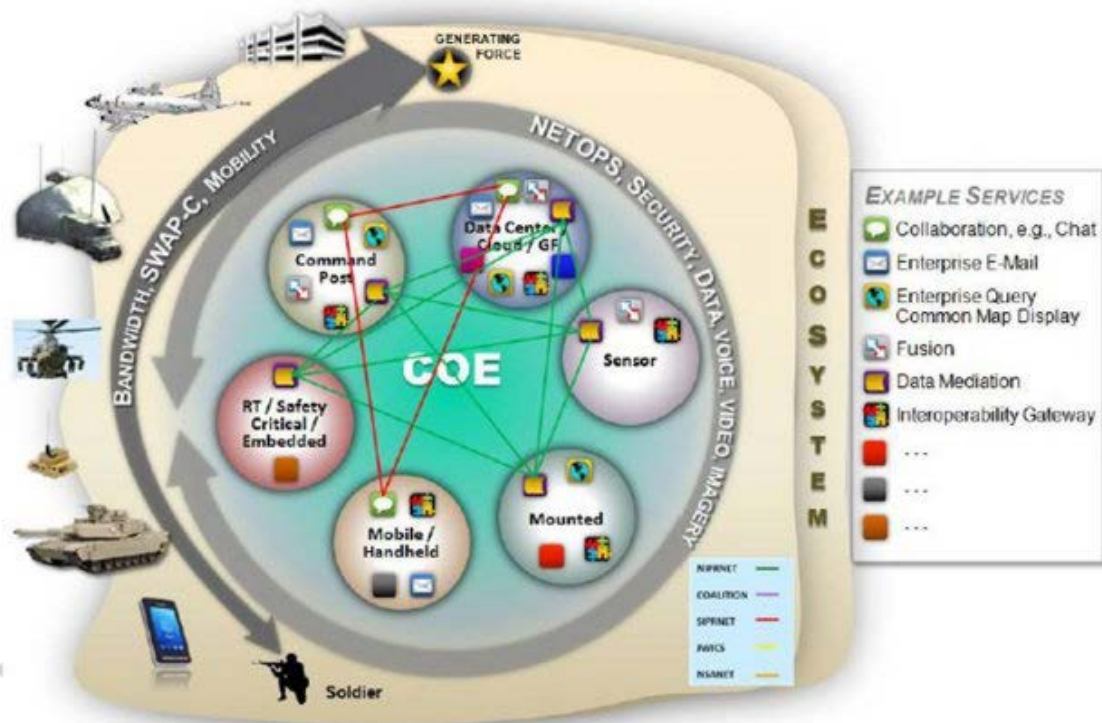 GENERATING
FORCE
BANDWIDTH, SWAP-C, MOBILITY
NETOPS, SECURITY, DATA, VOICE, VIDEO, IMAGERY
Command
Post
Data Center /
Cloud / GF
Sensor
COE
RT / Safety
Critical /
Embedded
Mobile /
Handheld
Mounted
Soldier
ECOSYSTEM
EXAMPLE SERVICES
Collaboration, e.g., Chat
Enterprise E-Mail
Enterprise Query
Common Map Display
Fusion
Data Mediation
Interoperability Gateway
---
---
---
NIPRNET
COALITION
SIPRNET
JWICS
NSANET